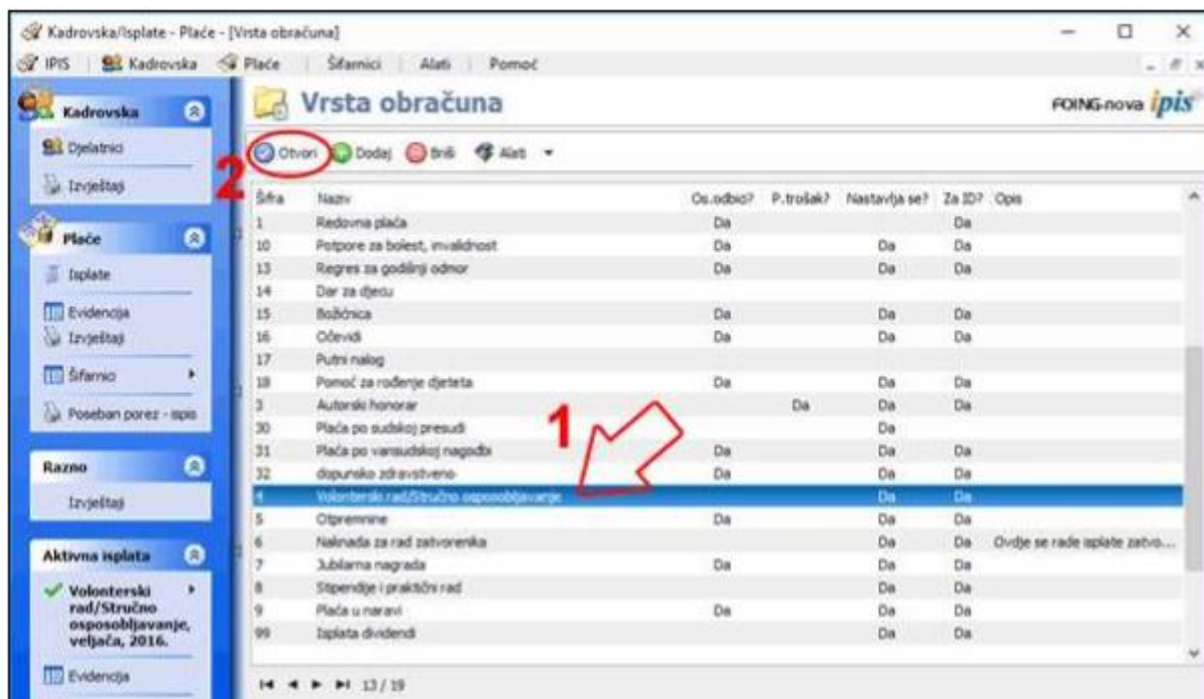 Kadrovska/Isplate - Plaće - [Vrsta obračuna]
IPIS Kadrovska Plaće Šifarnici Alati Pomoć
Kadrovska
Djelatnici
Izvještaji
Plaće
Isplate
Evidencija
Izvještaji
Šifarnici
Poseban porez - ispis
Razno
Izvještaji
Aktivna isplata
Volonterski
rad/Stručno
osposobljavanje,
veljača, 2016.
Evidencija
Vrsta obračuna
FOING-nova ipis
2
Otvori Dodaj Briši Alati
Šifra Naziv Os.odbici? P.trošak? Nastavlja se? Za ID? Opis
1 Redovna plaća Da Da
10 Potpore za bolest, invalidnost Da Da Da
13 Regres za godišnji odmor Da Da Da
14 Dar za djecu
15 Božićnica Da Da Da
16 Očevidi Da Da Da
17 Putni nalog
18 Pomoć za rođenje djeteta Da Da Da
3 Autorski honorar Da Da Da
30 Plaća po sudskoj presudi Da
31 Plaća po vansudskoj nagodbi Da Da Da
32 dopunsko zdravstveno Da Da Da
1
4 Volonterski rad/Stručno osposobljavanje Da Da
5 Otpremnine Da Da Da
6 Naknada za rad zatvorenika Da Da Ovdje se rade isplate zatvo...
7 Jubilarna nagrada Da Da Da
8 Stipendije i praktični rad Da Da
9 Plaća u naravi Da Da Da
99 Isplata dividendi Da Da
13 / 19